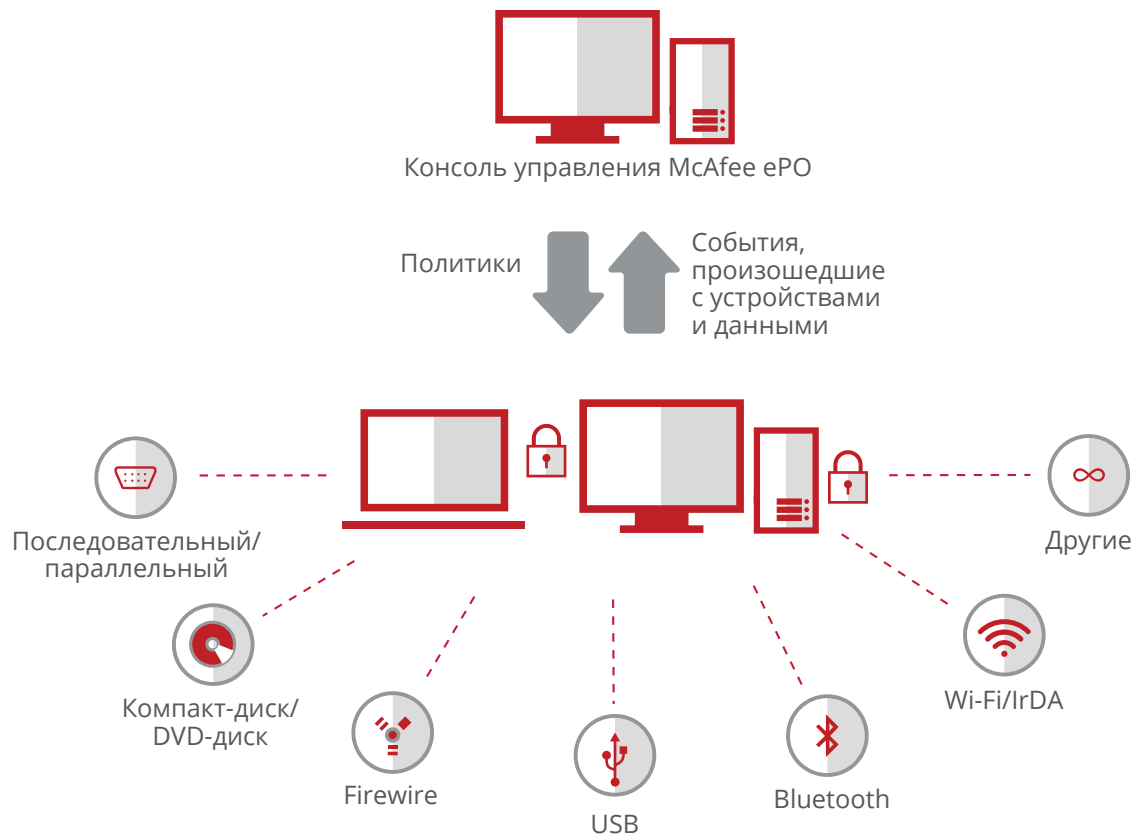 Консоль управления McAfee ePO
Политики
События,
произошедшие
с устройствами
и данными
Последовательный/
параллельный
Компакт-диск/
DVD-диск
Firewire
USB
Bluetooth
Wi-Fi/IrDA
Другие